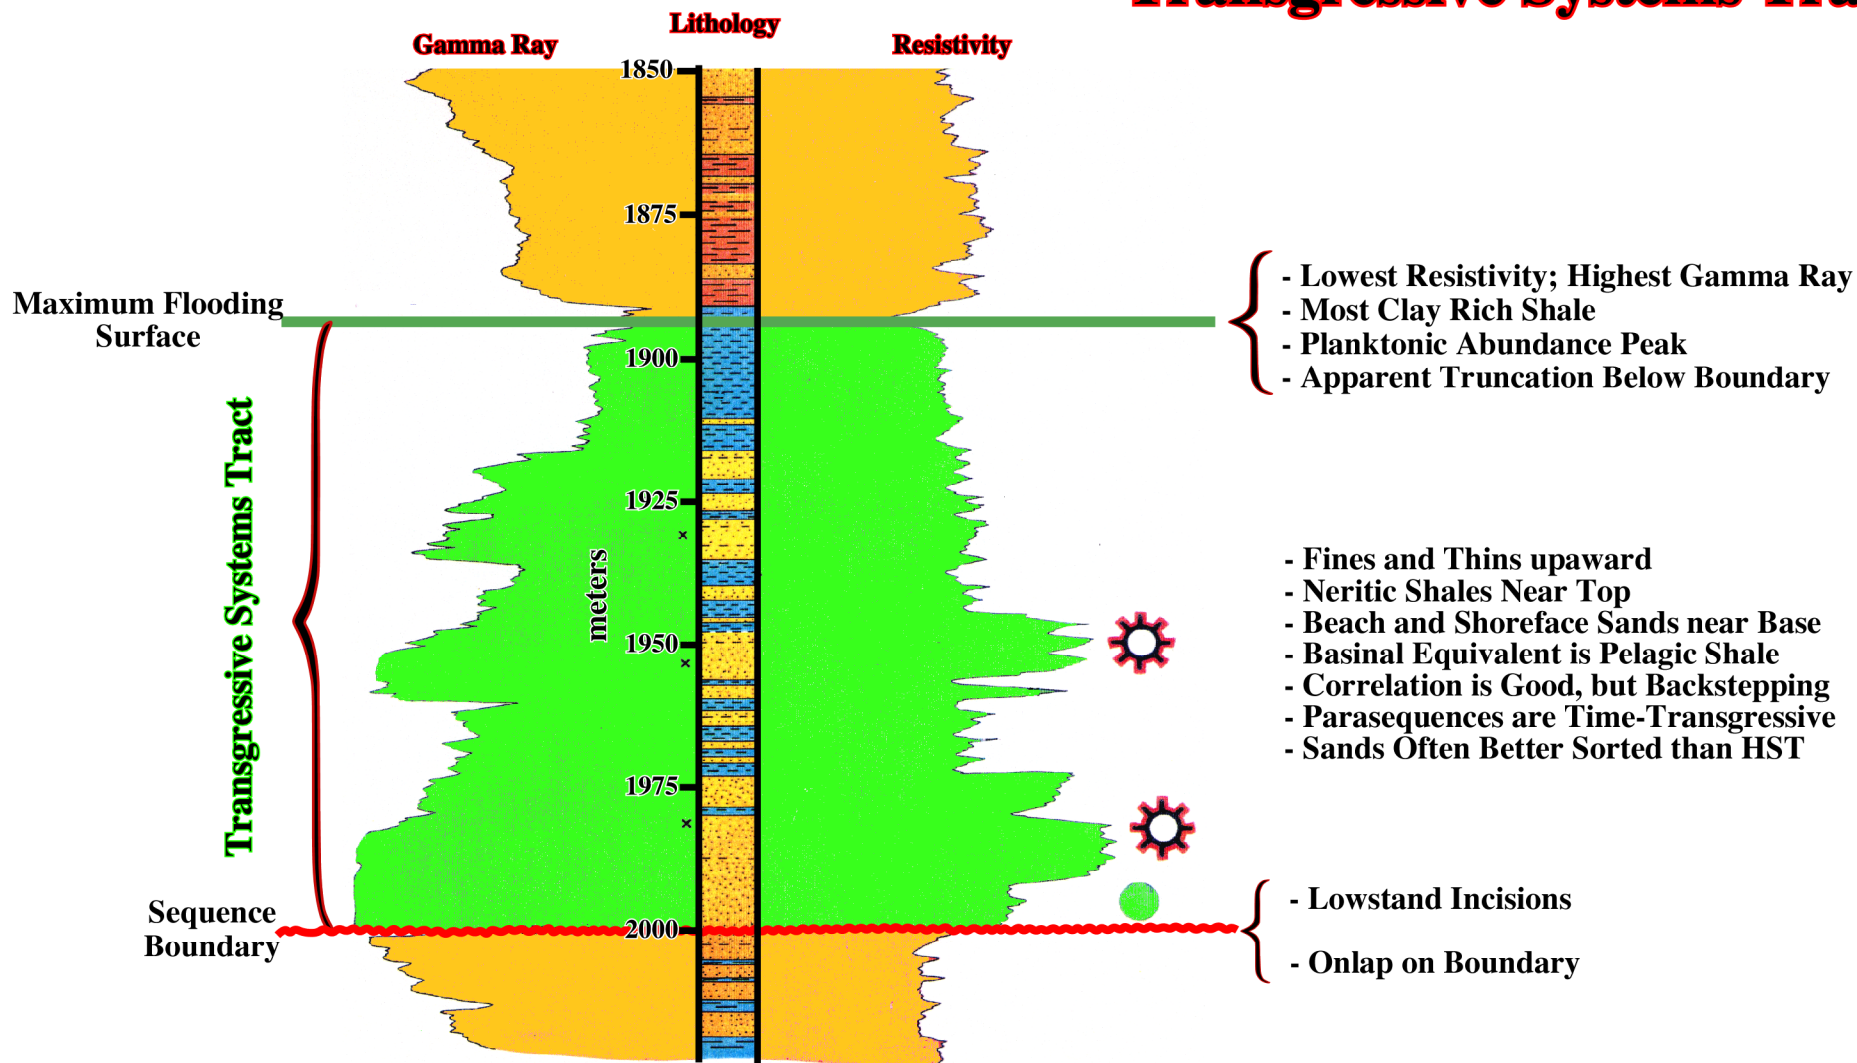 Transgressive Systems
Lithology
Gamma Ray
Resistivity
1850
1875
1900
1925
1950
1975
2000
meters
Maximum Flooding
Surface
Transgressive Systems Tract
Sequence
Boundary
- Lowest Resistivity; Highest Gamma Ray
- Most Clay Rich Shale
- Planktonic Abundance Peak
- Apparent Truncation Below Boundary
- Fines and Thins upaward
- Neritic Shales Near Top
- Beach and Shoreface Sands near Base
- Basinal Equivalent is Pelagic Shale
- Correlation is Good, but Backstepping
- Parasequences are Time-Transgressive
- Sands Often Better Sorted than HST
- Lowstand Incisions
- Onlap on Boundary